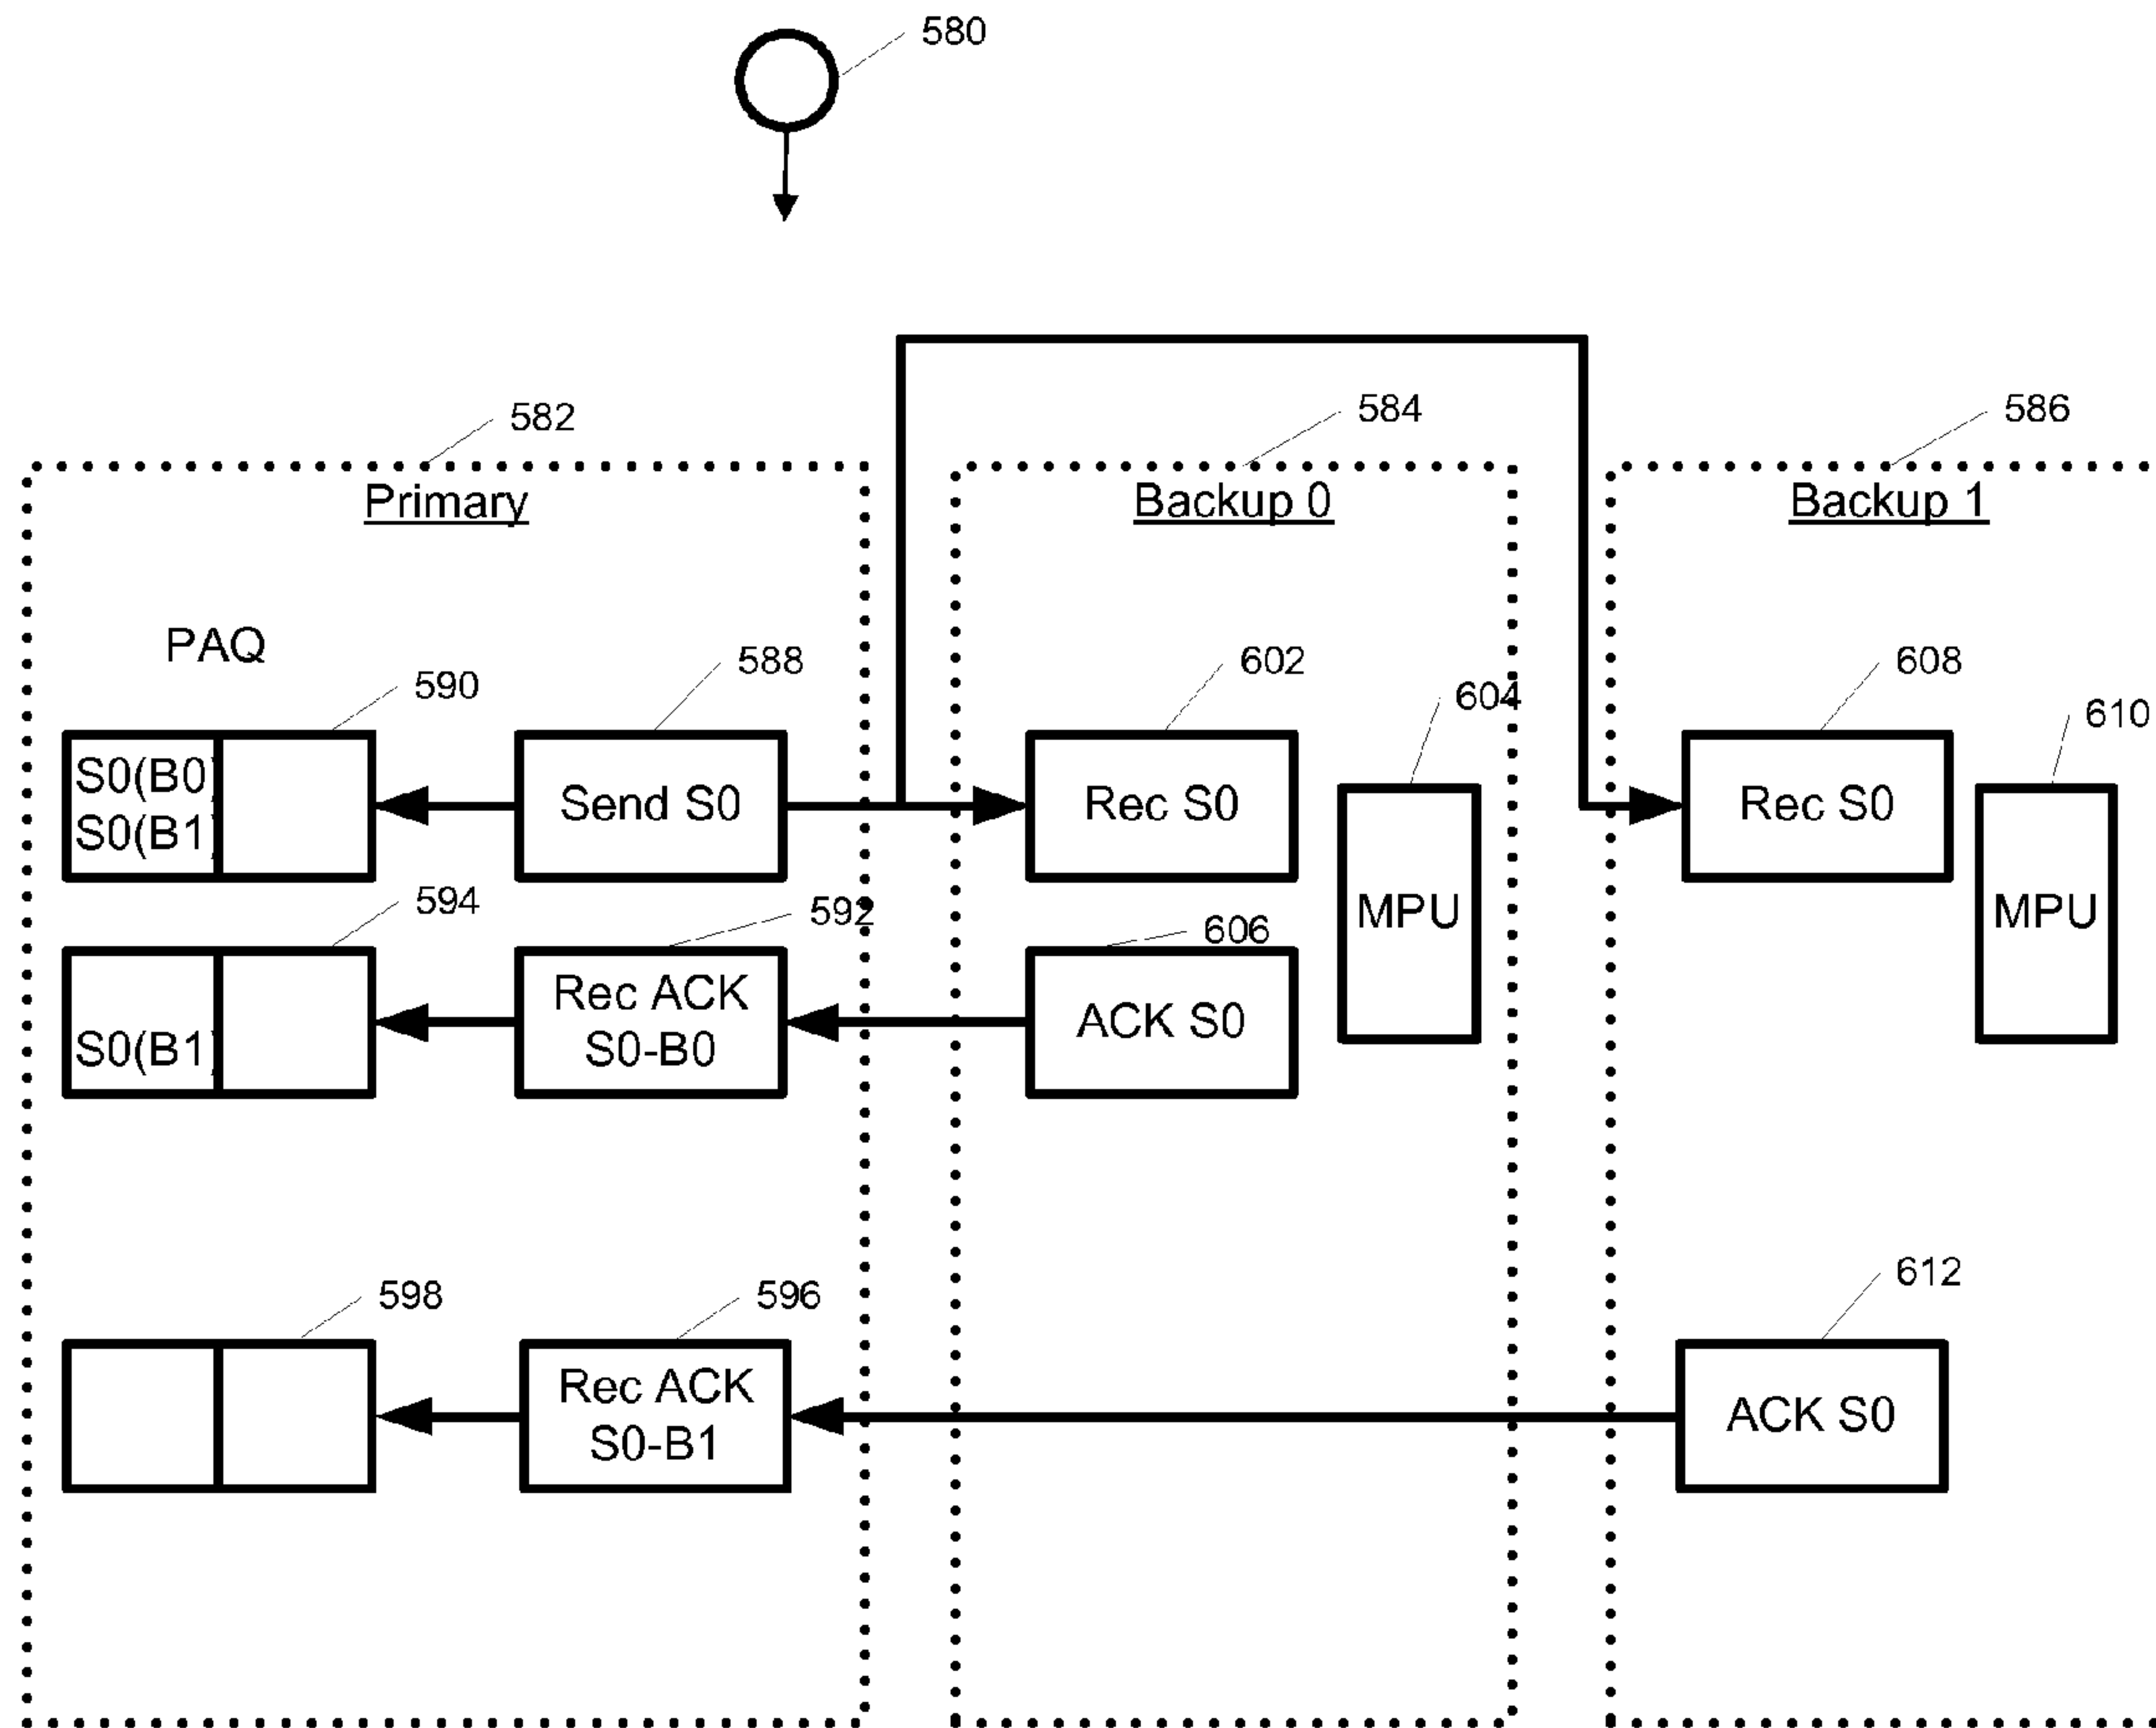 580
582
584
586
Primary
Backup 0
Backup 1
PAQ
590
588
602
604
608
610
S0(B0)
S0(B1)
Send S0
Rec S0
MPU
Rec S0
MPU
594
592
606
S0(B1)
Rec ACK
S0-B0
ACK S0
598
596
612
Rec ACK
S0-B1
ACK S0